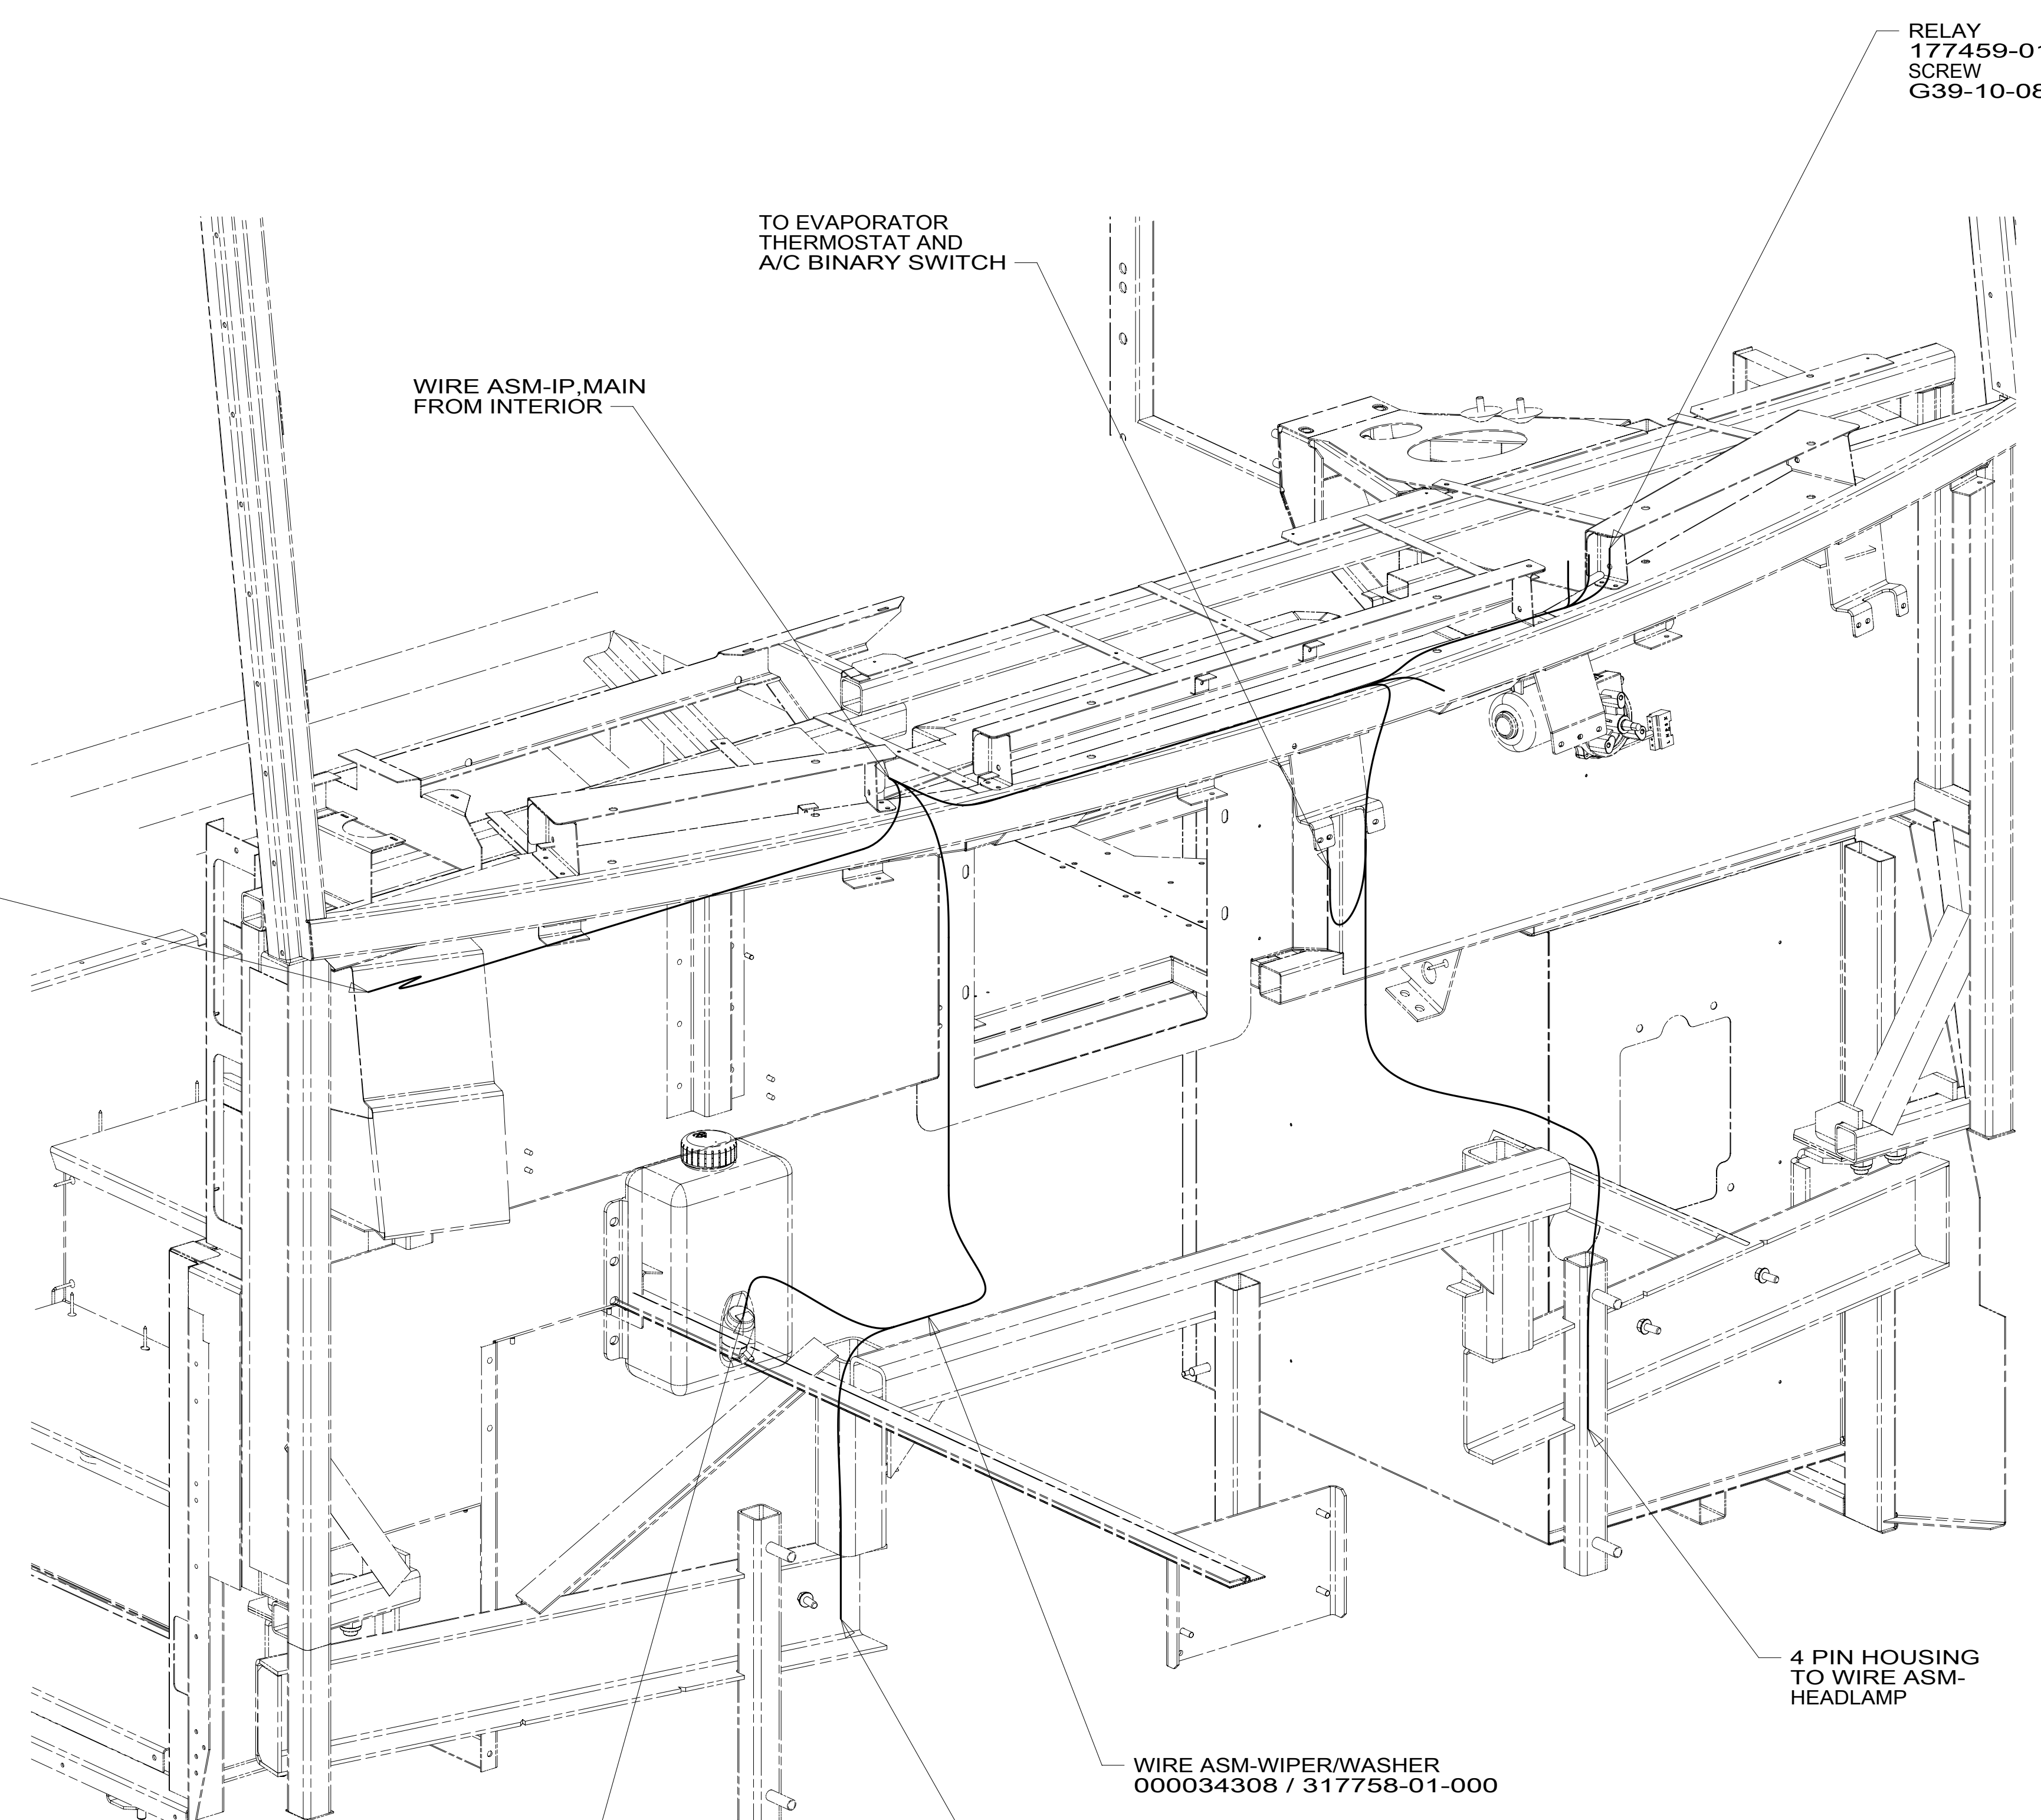 RELAY
177459-01
SCREW
G39-10-08
TO EVAPORATOR
THERMOSTAT AND
A/C BINARY SWITCH
WIRE ASM-IP,MAIN
FROM INTERIOR
4 PIN HOUSING
TO WIRE ASM-
HEADLAMP
WIRE ASM-WIPER/WASHER
000034308 / 317758-01-000